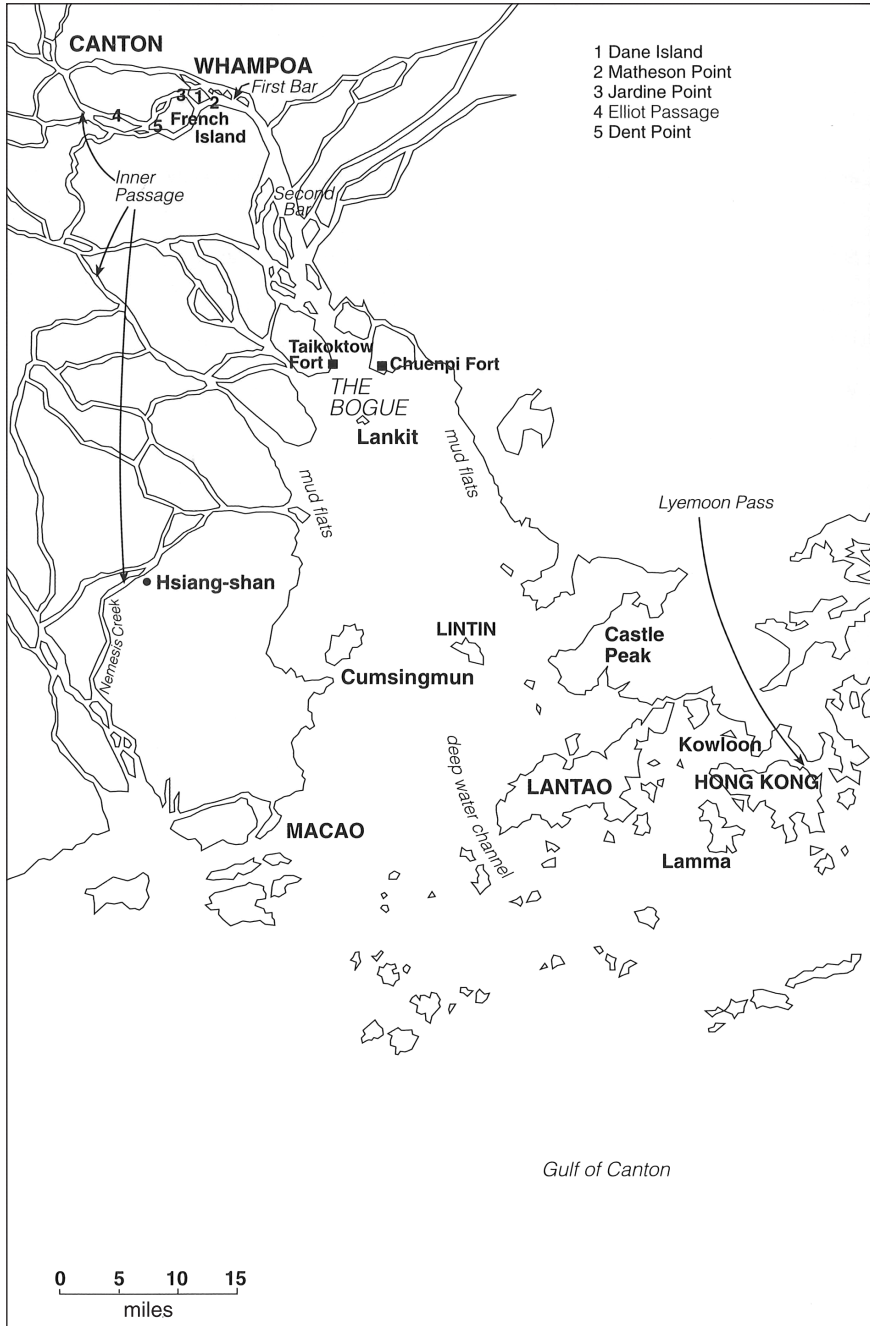 CANTON
WHAMPOA
First Bar
1 Dane Island
2 Matheson Point
3 Jardine Point
4 Elliot Passage
5 Dent Point
3
1
2
4
5
French
Island
Inner
Passage
Second
Bar
Taikoktow
Fort
Chuenpi Fort
THE
BOGUE
Lankit
mud flats
mud flats
Lyemoon Pass
Hsiang-shan
Nemesis Creek
LINTIN
Castle
Peak
Cumsingmun
Kowloon
deep water channel
LANTAO
HONG KONG
MACAO
Lamma
Gulf of Canton
0 5 10 15
miles